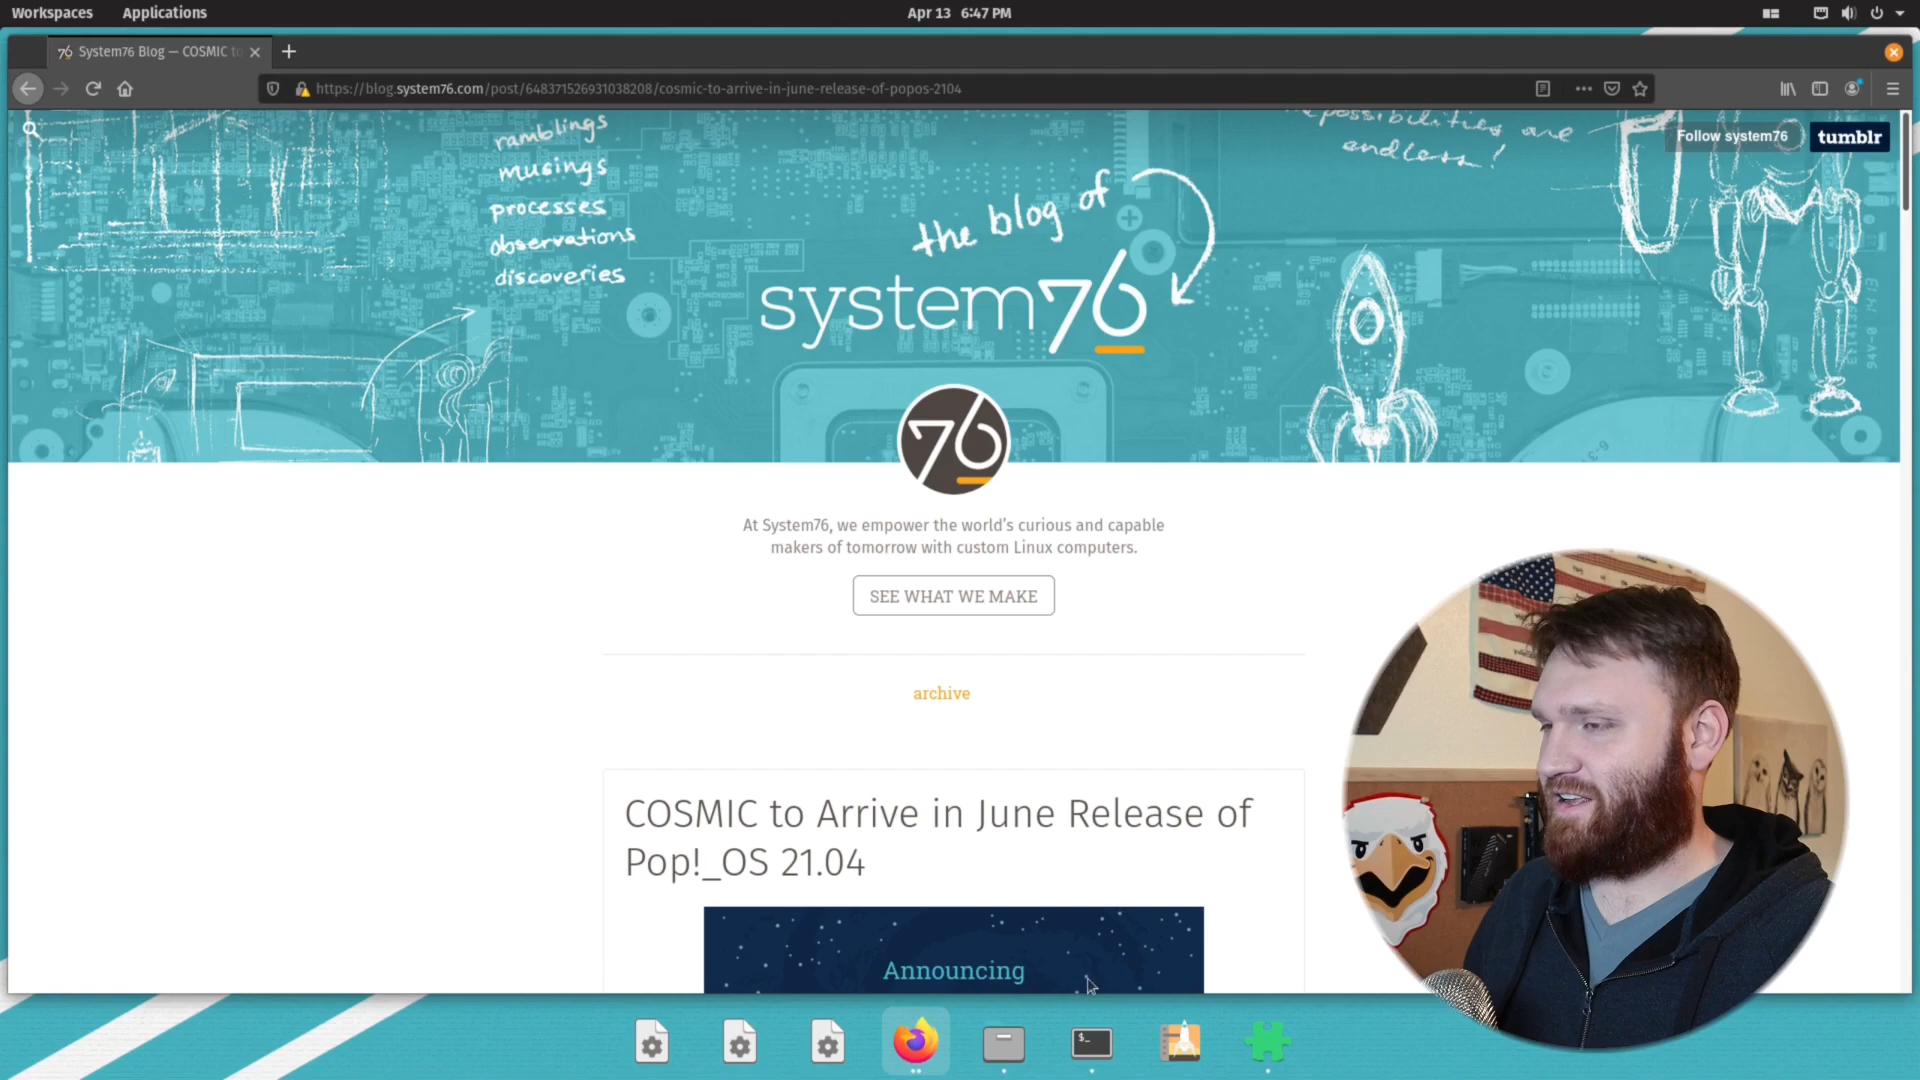 Workspaces Applications Apr 13 6:47 PM
System76 Blog — COSMIC to
https://blog.system76.com/post/648371526931038208/cosmic-to-arrive-in-june-release-of-popos-2104
ramblings
musings
processes
observations
discoveries
the blog of
system76
possibilities are
endless!
Follow system76 tumblr
76
At System76, we empower the world’s curious and capable
makers of tomorrow with custom Linux computers.
SEE WHAT WE MAKE
archive
COSMIC to Arrive in June Release of
Pop!_OS 21.04
Announcing